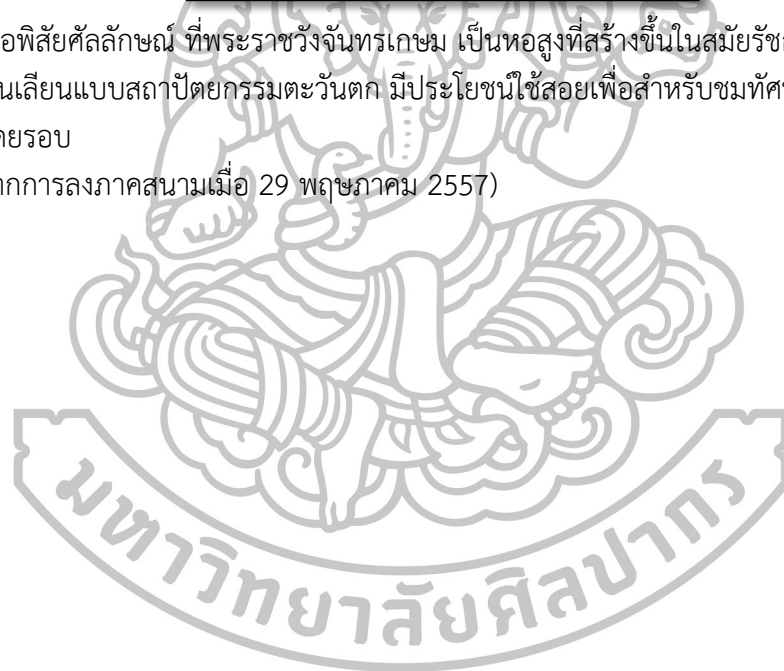 อพิสัยศัลลักษณ์ ที่พระราชวังจันทรเกษม เป็นหอสูงที่สร้างขึ้นในสมัยรัช
นเลียนแบบสถาปัตยกรรมตะวันตก มีประโยชน์ใช้สอยเพื่อสำหรับชมทัศ
ดยรอบ
ากการลงภาคสนามเมื่อ 29 พฤษภาคม 2557)
มหาวิทยาลัยศิลปากร